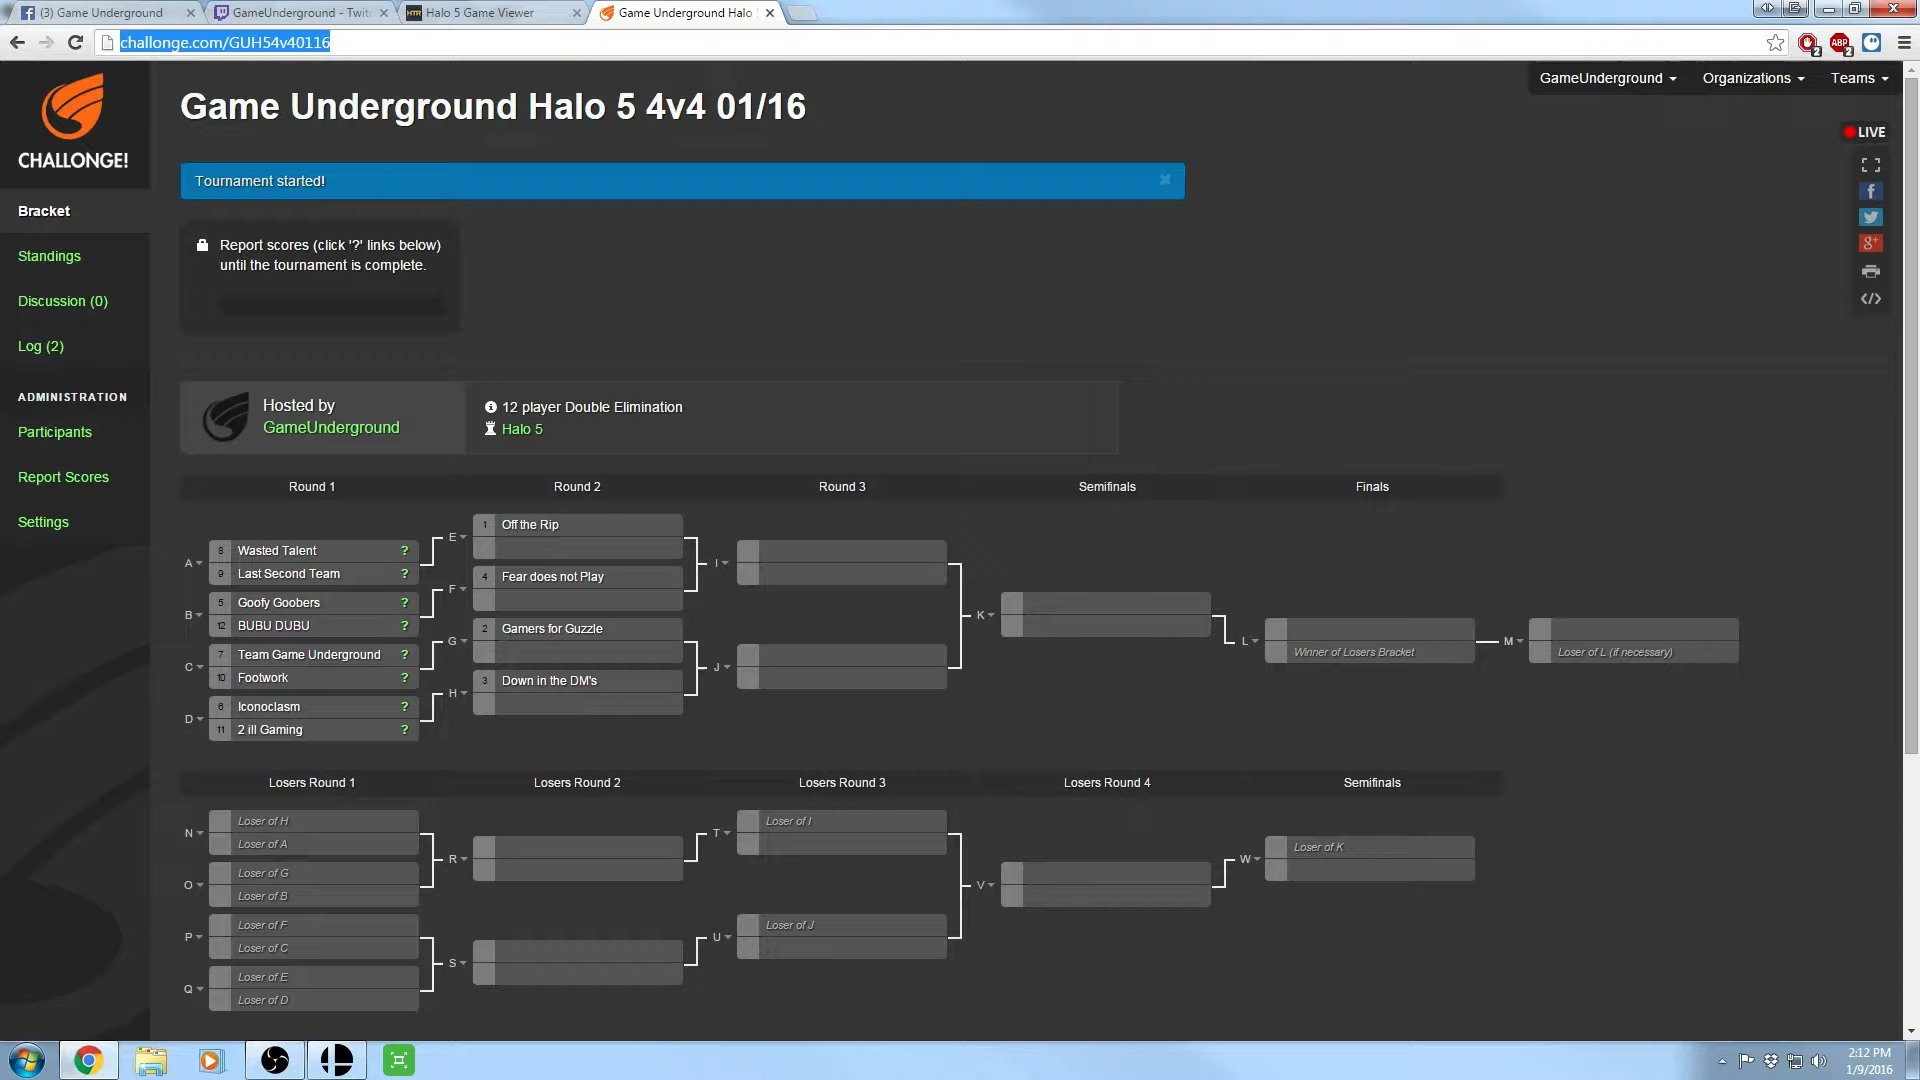 (3) Game Underground
GameUnderground - Twit
Halo 5 Game Viewer
Game Underground Halo
challonge.com/GUH54v40116
2
ABP
2
CHALLONGE!
GameUnderground
Organizations
Teams
Game Underground Halo 5 4v4 01/16
LIVE
Tournament started!
Bracket
Standings
Discussion (0)
Log (2)
ADMINISTRATION
Participants
Report Scores
Settings
Report scores (click '?' links below)
until the tournament is complete.
Hosted by
GameUnderground
12 player Double Elimination
Halo 5
Round 1
Round 2
Round 3
Semifinals
Finals
A
8 Wasted Talent ?
9 Last Second Team ?
B
5 Goofy Goobers ?
12 BUBU DUBU ?
C
7 Team Game Underground ?
10 Footwork ?
D
6 Iconoclasm ?
11 2 ill Gaming ?
E
1 Off the Rip
F
4 Fear does not Play
G
2 Gamers for Guzzle
H
3 Down in the DM's
I
J
K
L
Winner of Losers Bracket
M
Loser of L (if necessary)
Losers Round 1
Losers Round 2
Losers Round 3
Losers Round 4
Semifinals
N
Loser of H
Loser of A
O
Loser of G
Loser of B
P
Loser of F
Loser of C
Q
Loser of E
Loser of D
R
S
T
Loser of I
U
Loser of J
V
W
Loser of K
2:12 PM
1/9/2016